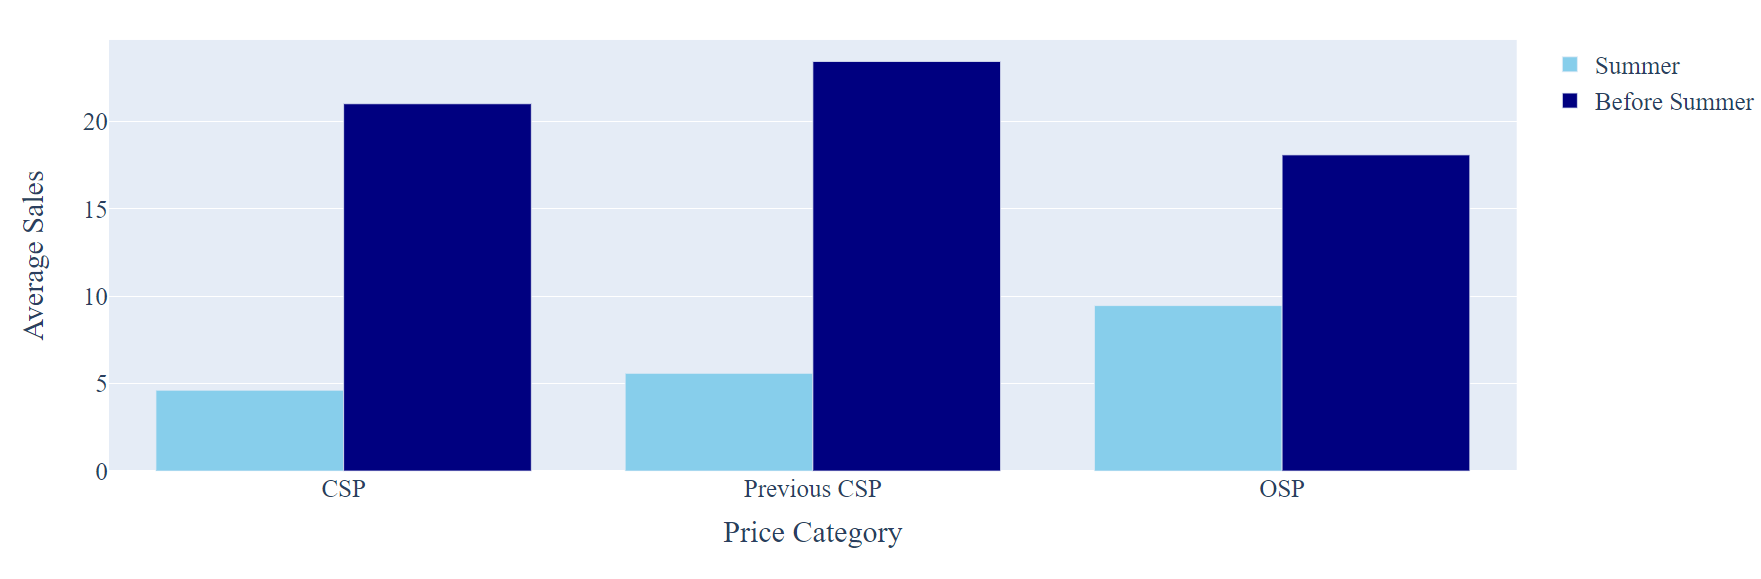 Summer
Before Summer
Average Sales
20
15
10
5
0
CSP
Previous CSP
OSP
Price Category